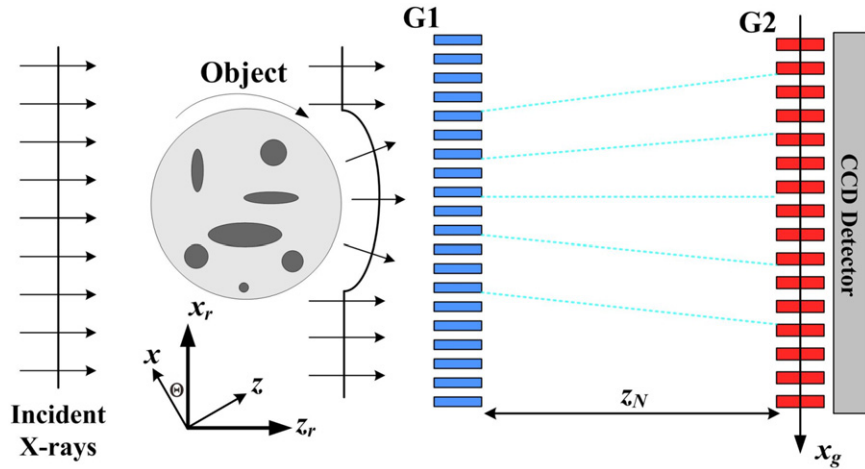 G1
G2
Object
CCD Detector
x_r
x
Θ
z
z_r
z_N
x_g
Incident
X-rays